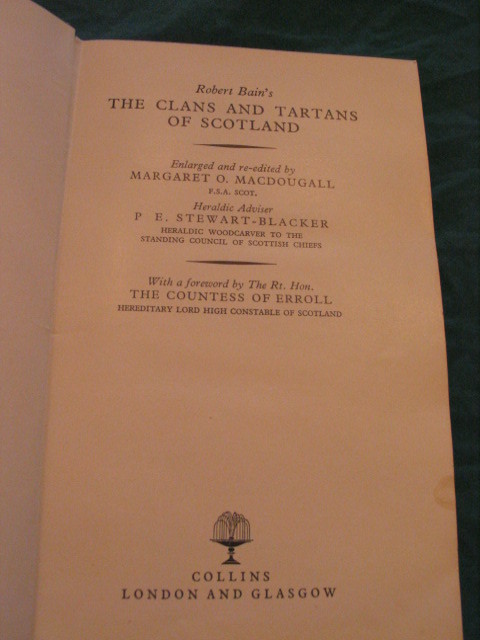 Robert Bain's
THE CLANS AND TARTANS
OF SCOTLAND
Enlarged and re-edited by
MARGARET O. MACDOUGALL
F.S.A. SCOT.
Heraldic Adviser
P E. STEWART-BLACKER
HERALDIC WOODCARVER TO THE
STANDING COUNCIL OF SCOTTISH CHIEFS
With a foreword by The Rt. Hon.
THE COUNTESS OF ERROLL
HEREDITARY LORD HIGH CONSTABLE OF SCOTLAND
COLLINS
LONDON AND GLASGOW